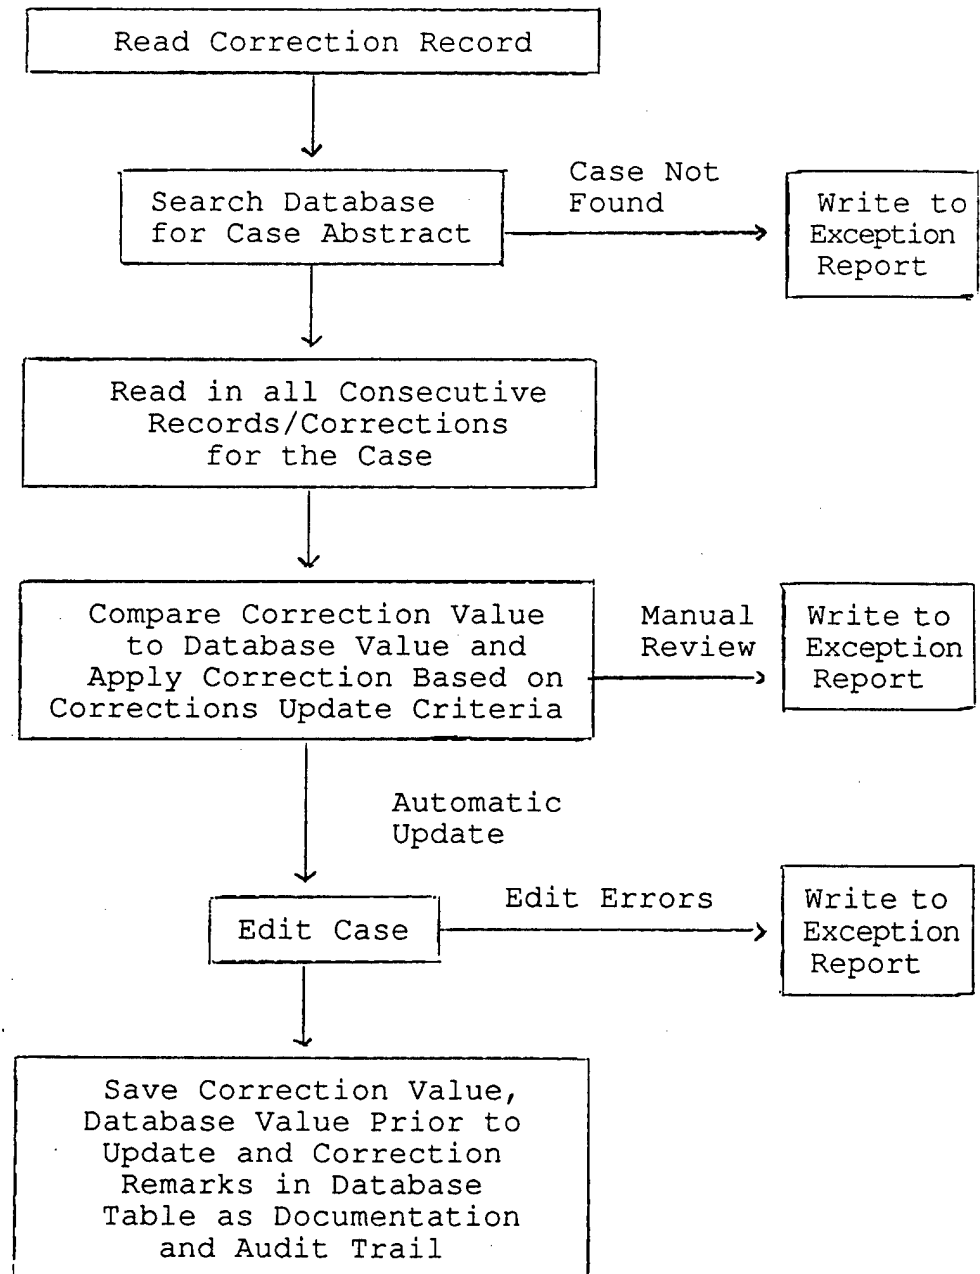 Read Correction Record
Search Database
for Case Abstract
Case Not
Found
Write to
Exception
Report
Read in all Consecutive
Records/Corrections
for the Case
Compare Correction Value
to Database Value and
Apply Correction Based on
Corrections Update Criteria
Manual
Review
Write to
Exception
Report
Automatic
Update
Edit Case
Edit Errors
Write to
Exception
Report
Save Correction Value,
Database Value Prior to
Update and Correction
Remarks in Database
Table as Documentation
and Audit Trail